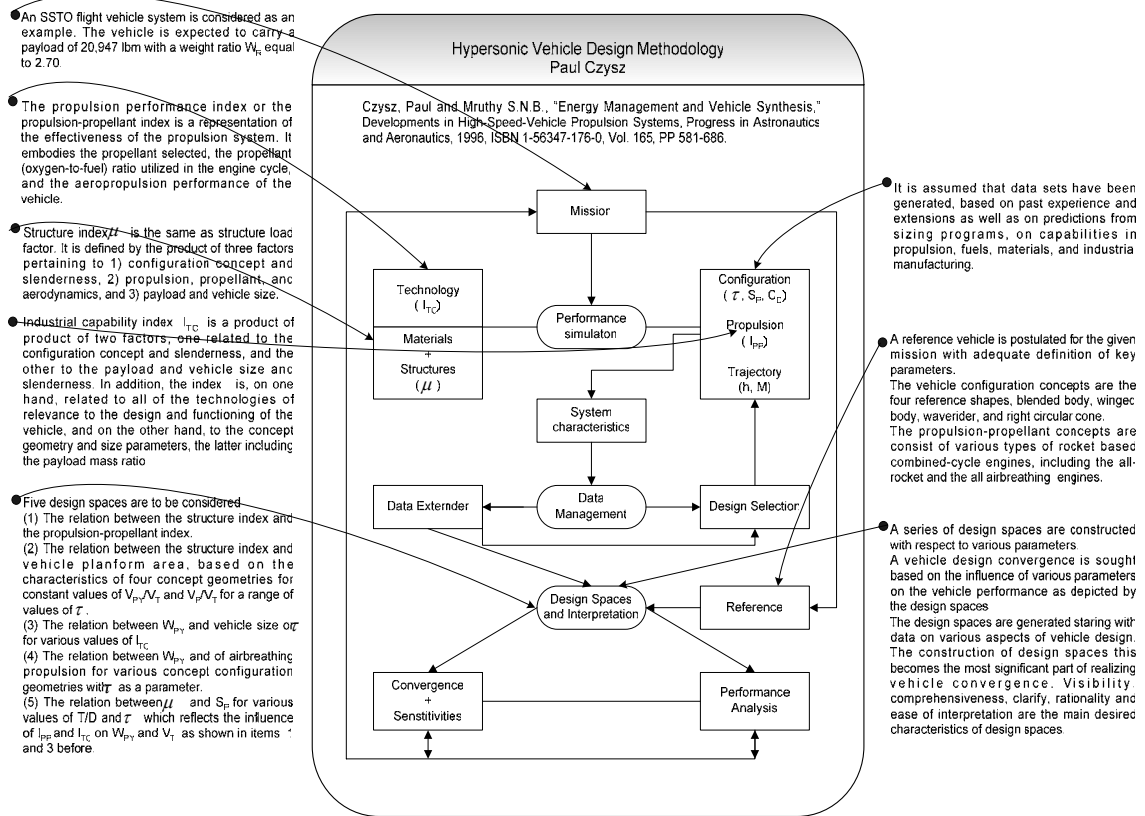 Hypersonic Vehicle Design Methodology
Paul Czysz
Czysz, Paul and Mruthy S.N.B., "Energy Management and Vehicle Synthesis,"
Developments in High-Speed-Vehicle Propulsion Systems, Progress in Astronautics
and Aeronautics, 1996, ISBN 1-56347-176-0, Vol. 165, PP 581-686.
An SSTO flight vehicle system is considered as an
example. The vehicle is expected to carry a
payload of 20,947 lbm with a weight ratio W_R equal
to 2.70.
The propulsion performance index or the
propulsion-propellant index is a representation of
the effectiveness of the propulsion system. It
embodies the propellant selected, the propellant
(oxygen-to-fuel) ratio utilized in the engine cycle,
and the aeropropulsion performance of the
vehicle.
Structure index μ is the same as structure load
factor. It is defined by the product of three factors
pertaining to 1) configuration concept and
slenderness, 2) propulsion, propellant, and
aerodynamics, and 3) payload and vehicle size.
Industrial capability index I_TC is a product of
product of two factors, one related to the
configuration concept and slenderness, and the
other to the payload and vehicle size and
slenderness. In addition, the index is, on one
hand, related to all of the technologies of
relevance to the design and functioning of the
vehicle, and on the other hand, to the concept
geometry and size parameters, the latter including
the payload mass ratio
Five design spaces are to be considered
(1) The relation between the structure index and
the propulsion-propellant index.
(2) The relation between the structure index and
vehicle planform area, based on the
characteristics of four concept geometries for
constant values of V_PY/V_T and V_P/V_T for a range of
values of τ .
(3) The relation between W_PY and vehicle size or τ
for various values of I_TC
(4) The relation between W_PY and of airbreathing
propulsion for various concept configuration
geometries with τ as a parameter.
(5) The relation between μ and S_P for various
values of T/D and τ which reflects the influence
of I_PP and I_TC on W_PY and V_T as shown in items 1
and 3 before.
Mission
Technology
( I_TC )
Materials
+
Structures
( μ )
Performance
simulaton
Configuration
( τ, S_P, C_D )
Propulsion
( I_PP )
Trajectory
(h, M)
System
characteristics
Data Extender
Data
Management
Design Selection
Design Spaces
and Interpretation
Reference
Convergence
+
Sensitivities
Performance
Analysis
It is assumed that data sets have been
generated, based on past experience and
extensions as well as on predictions from
sizing programs, on capabilities in
propulsion, fuels, materials, and industrial
manufacturing.
A reference vehicle is postulated for the given
mission with adequate definition of key
parameters.
The vehicle configuration concepts are the
four reference shapes, blended body, winged
body, waverider, and right circular cone.
The propulsion-propellant concepts are
consist of various types of rocket based
combined-cycle engines, including the all-
rocket and the all airbreathing engines.
A series of design spaces are constructed
with respect to various parameters.
A vehicle design convergence is sought
based on the influence of various parameters
on the vehicle performance as depicted by
the design spaces
The design spaces are generated staring with
data on various aspects of vehicle design.
The construction of design spaces this
becomes the most significant part of realizing
vehicle convergence. Visibility,
comprehensiveness, clarify, rationality and
ease of interpretation are the main desired
characteristics of design spaces.